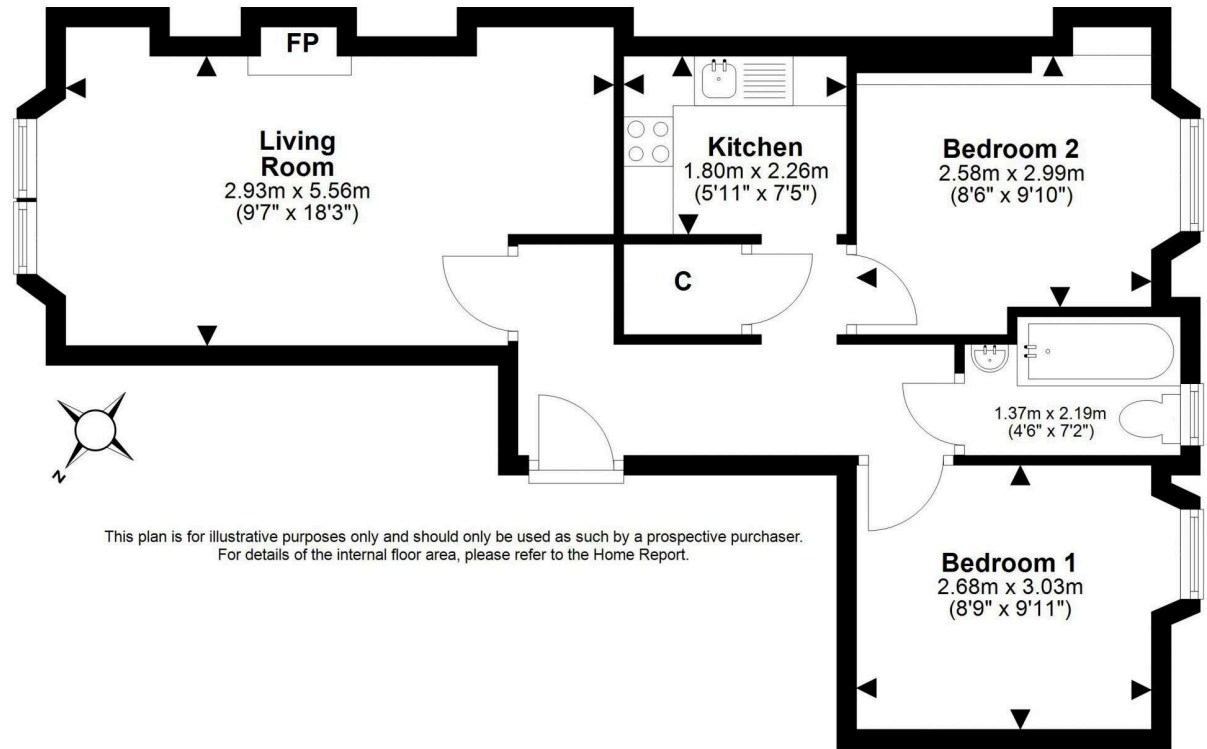 FP
Living
Room
2.93m x 5.56m
(9'7" x 18'3")
Kitchen
1.80m x 2.26m
(5'11" x 7'5")
Bedroom 2
2.58m x 2.99m
(8'6" x 9'10")
C
1.37m x 2.19m
(4'6" x 7'2")
N
This plan is for illustrative purposes only and should only be used as such by a prospective purchaser.
For details of the internal floor area, please refer to the Home Report.
Bedroom 1
2.68m x 3.03m
(8'9" x 9'11")